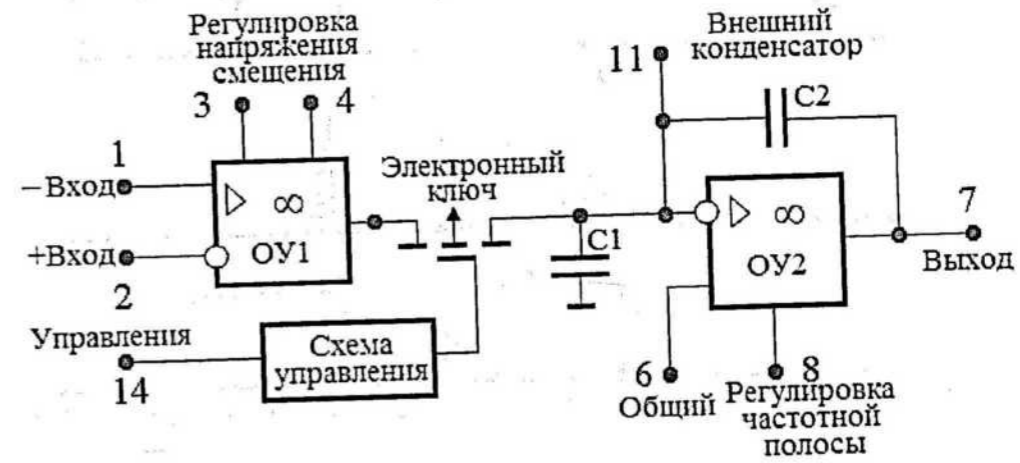 Регулировка
напряжения
смещения
3
4
Внешний
конденсатор
11
C2
1
−Вход
Электронный
ключ
▷ ∞
ОУ1
+Вход
2
C1
▷ ∞
ОУ2
7
Выход
Управления
14
Схема
управления
6
Общий
8
Регулировка
частотной
полосы